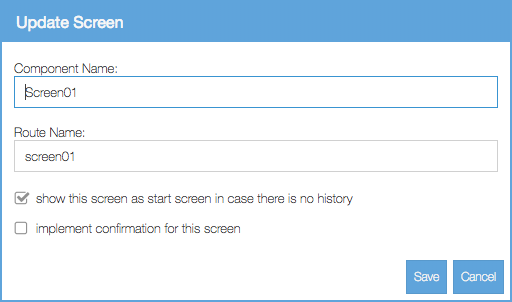 Update Screen
Component Name:
Screen01
Route Name:
screen01
show this screen as start screen in case there is no history
implement confirmation for this screen
Save Cancel